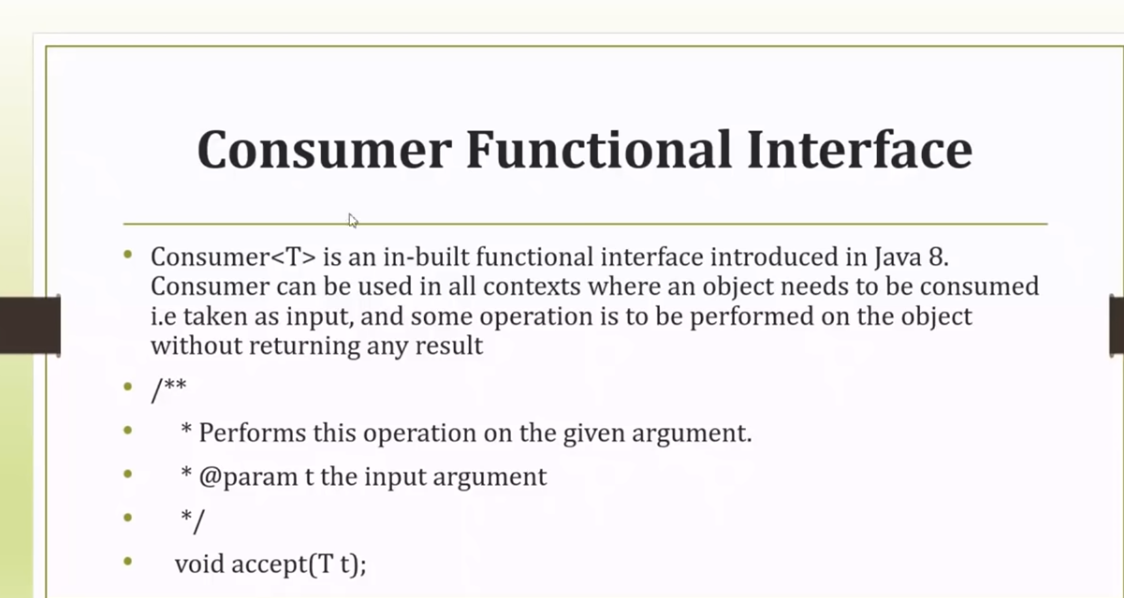 Consumer Functional Interface
• Consumer<T> is an in-built functional interface introduced in Java 8.
Consumer can be used in all contexts where an object needs to be consumed
i.e taken as input, and some operation is to be performed on the object
without returning any result
• /**
• * Performs this operation on the given argument.
• * @param t the input argument
• */
• void accept(T t);